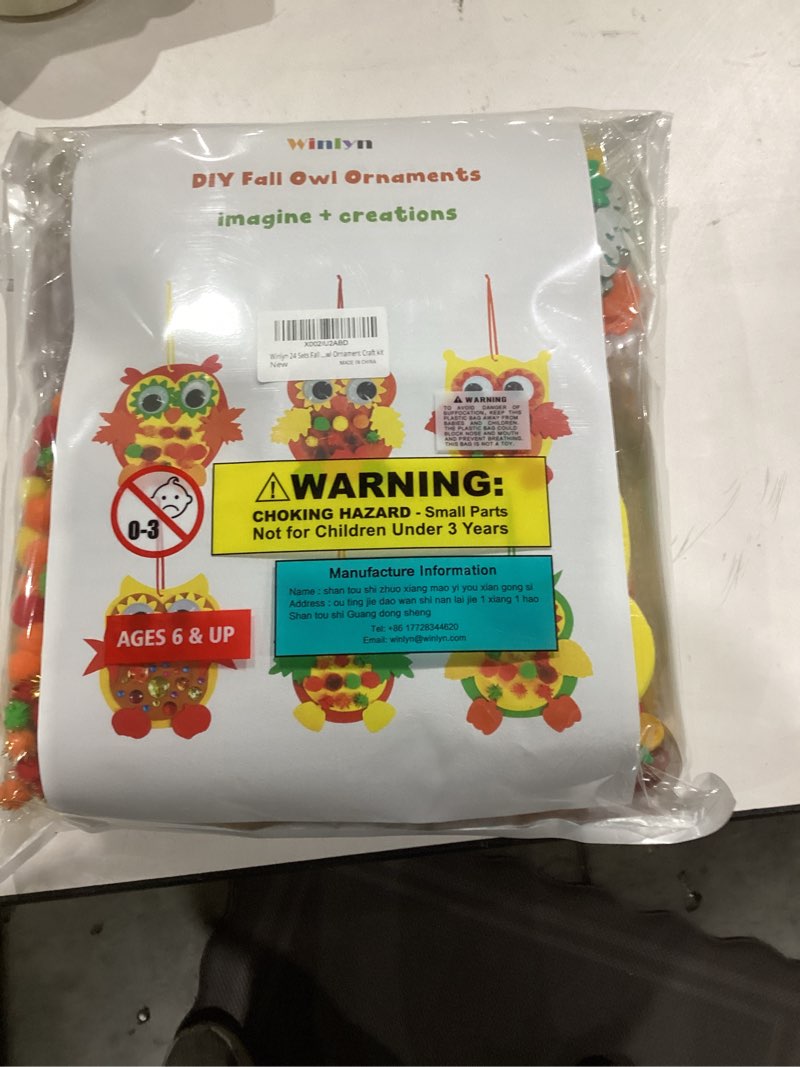 Winlyn
DIY Fall Owl Ornaments
imagine + creations
X002IU2ABD
Winlyn 24 Sets Fall ...wl Ornament Craft Kit
New
MADE IN CHINA
⚠ WARNING
TO AVOID DANGER OF
SUFFOCATION, KEEP THIS
PLASTIC BAG AWAY FROM
BABIES AND CHILDREN.
THE PLASTIC BAG COULD
BLOCK NOSE AND MOUTH
AND PREVENT BREATHING.
THIS BAG IS NOT A TOY.
0-3
⚠WARNING:
CHOKING HAZARD - Small Parts
Not for Children Under 3 Years
Manufacture Information
Name : shan tou shi zhuo xiang mao yi you xian gong si
Address : ou ting jie dao wan shi nan lai jie 1 xiang 1 hao
Shan tou shi Guang dong sheng
Tel: +86 17728344620
Email: winlyn@winlyn.com
AGES 6 & UP